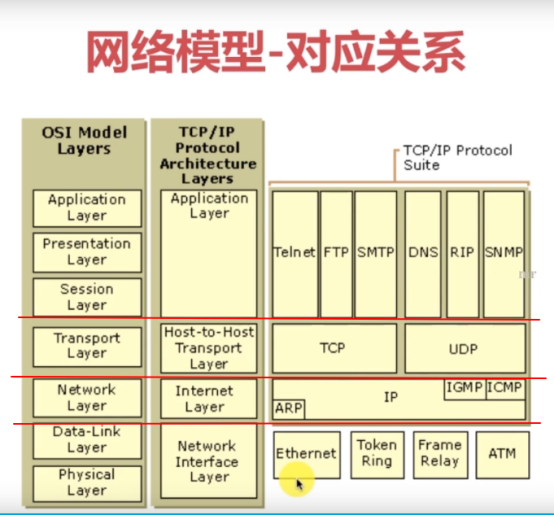 网络模型-对应关系
OSI Model
Layers
TCP/IP
Protocol
Architecture
Layers
TCP/IP Protocol
Suite
Application
Layer
Presentation
Layer
Session
Layer
Transport
Layer
Network
Layer
Data-Link
Layer
Physical
Layer
Application
Layer
Host-to-Host
Transport
Layer
Internet
Layer
Network
Interface
Layer
Telnet
FTP
SMTP
DNS
RIP
SNMP
TCP
UDP
IP
IGMP
ICMP
ARP
Ethernet
Token
Ring
Frame
Relay
ATM